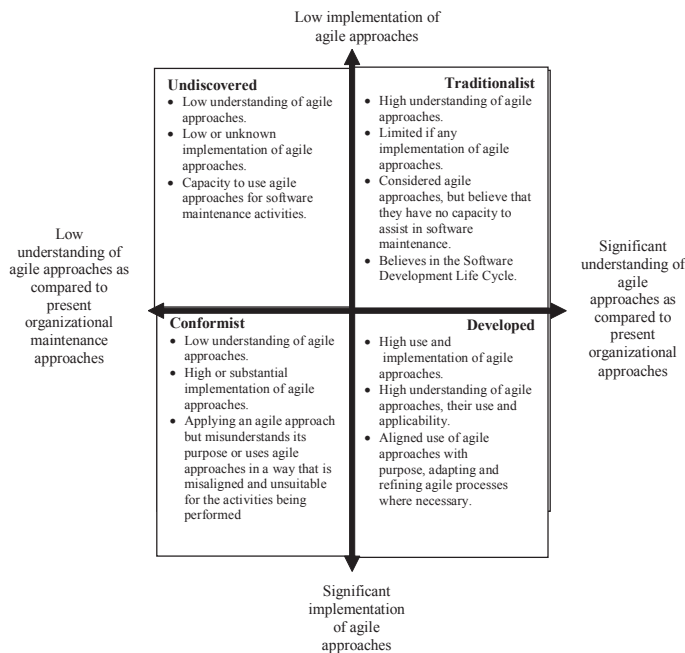 Low implementation of
agile approaches
Undiscovered
• Low understanding of agile
approaches.
• Low or unknown
implementation of agile
approaches.
• Capacity to use agile
approaches for software
maintenance activities.
Traditionalist
• High understanding of agile
approaches.
• Limited if any
implementation of agile
approaches.
• Considered agile
approaches, but believe that
they have no capacity to
assist in software
maintenance.
• Believes in the Software
Development Life Cycle.
Low
understanding of
agile approaches as
compared to
present
organizational
maintenance
approaches
Significant
understanding of
agile
approaches as
compared to
present
organizational
approaches
Conformist
• Low understanding of agile
approaches.
• High or substantial
implementation of agile
approaches.
• Applying an agile approach
but misunderstands its
purpose or uses agile
approaches in a way that is
misaligned and unsuitable
for the activities being
performed
Developed
• High use and
implementation of agile
approaches.
• High understanding of agile
approaches, their use and
applicability.
• Aligned use of agile
approaches with
purpose, adapting and
refining agile processes
where necessary.
Significant
implementation
of agile
approaches